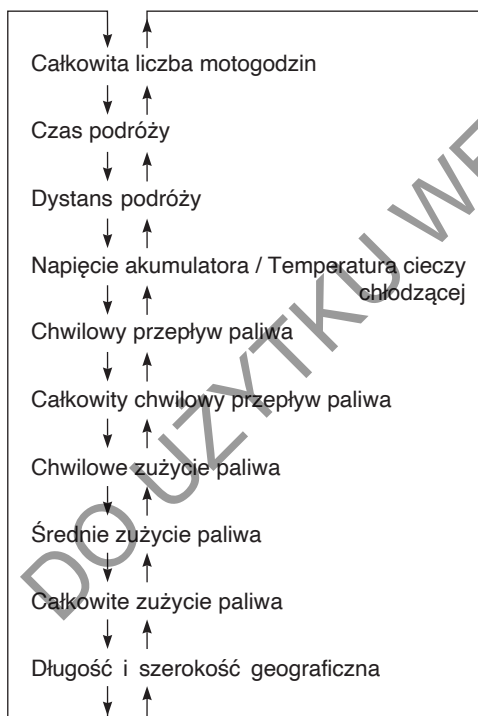 Całkowita liczba motogodzin
Czas podróży
Dystans podróży
Napięcie akumulatora / Temperatura cieczy
chłodzącej
Chwilowy przepływ paliwa
Całkowity chwilowy przepływ paliwa
Chwilowe zużycie paliwa
Średnie zużycie paliwa
Całkowite zużycie paliwa
Długość i szerokość geograficzna
DO UŻYTKU